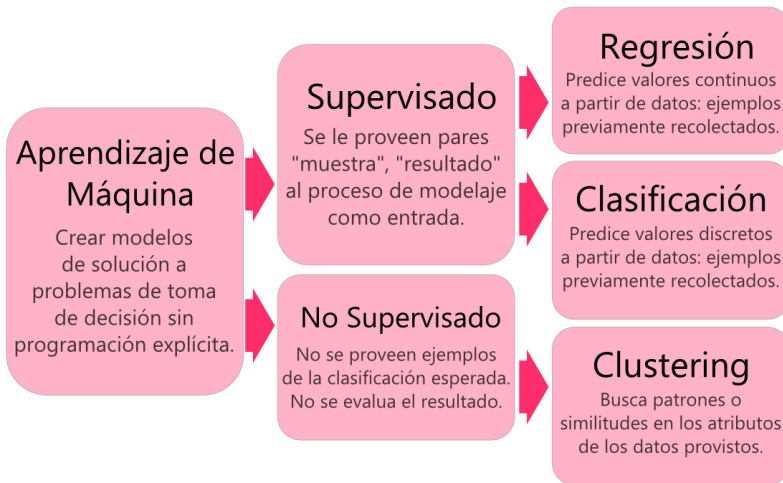 Aprendizaje de
Máquina
Crear modelos
de solución a
problemas de toma
de decisión sin
programación explícita.
Supervisado
Se le proveen pares
"muestra", "resultado"
al proceso de modelaje
como entrada.
No Supervisado
No se proveen ejemplos
de la clasificación esperada.
No se evalua el resultado.
Regresión
Predice valores continuos
a partir de datos: ejemplos
previamente recolectados.
Clasificación
Predice valores discretos
a partir de datos: ejemplos
previamente recolectados.
Clustering
Busca patrones o
similitudes en los atributos
de los datos provistos.